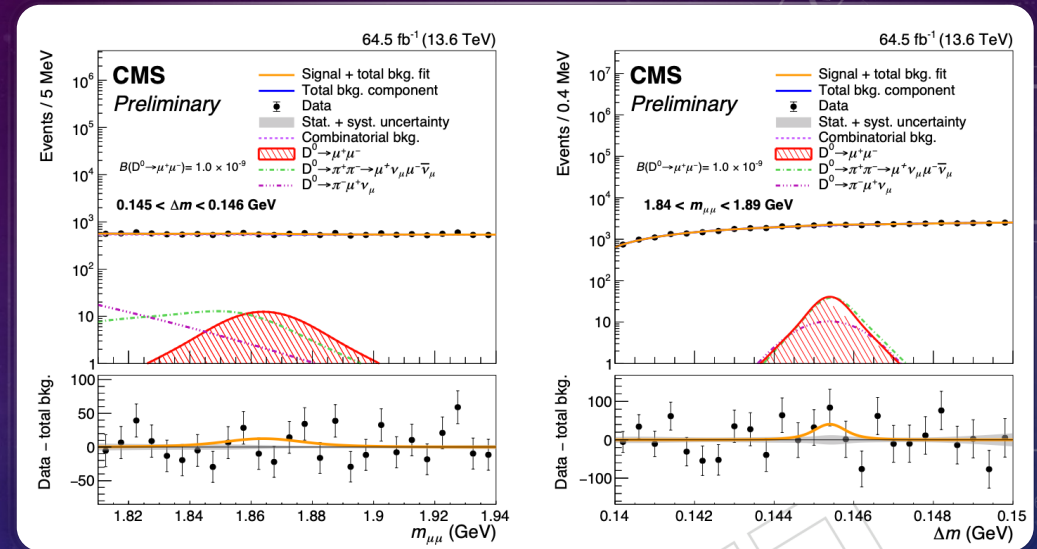 64.5 fb⁻¹ (13.6 TeV)
Events / 5 MeV
10⁶
10⁵
10⁴
10³
10²
10
1
CMS
Preliminary
Signal + total bkg. fit
Total bkg. component
Data
Stat. + syst. uncertainty
Combinatorial bkg.
D⁰→μ⁺μ⁻
D⁰→π⁺π⁻→μ⁺ν_μμ⁻ν̅_μ
D⁰→π⁻μ⁺ν_μ
B(D⁰→μ⁺μ⁻)= 1.0 × 10⁻⁹
0.145 < Δm < 0.146 GeV
Data − total bkg.
100
50
0
−50
1.82 1.84 1.86 1.88 1.9 1.92 1.94
m_μμ (GeV)
64.5 fb⁻¹ (13.6 TeV)
Events / 0.4 MeV
10⁷
10⁶
10⁵
10⁴
10³
10²
10
1
CMS
Preliminary
Signal + total bkg. fit
Total bkg. component
Data
Stat. + syst. uncertainty
Combinatorial bkg.
D⁰→μ⁺μ⁻
D⁰→π⁺π⁻→μ⁺ν_μμ⁻ν̅_μ
D⁰→π⁻μ⁺ν_μ
B(D⁰→μ⁺μ⁻)= 1.0 × 10⁻⁹
1.84 < m_μμ < 1.89 GeV
Data − total bkg.
100
0
−100
0.14 0.142 0.144 0.146 0.148 0.15
Δm (GeV)